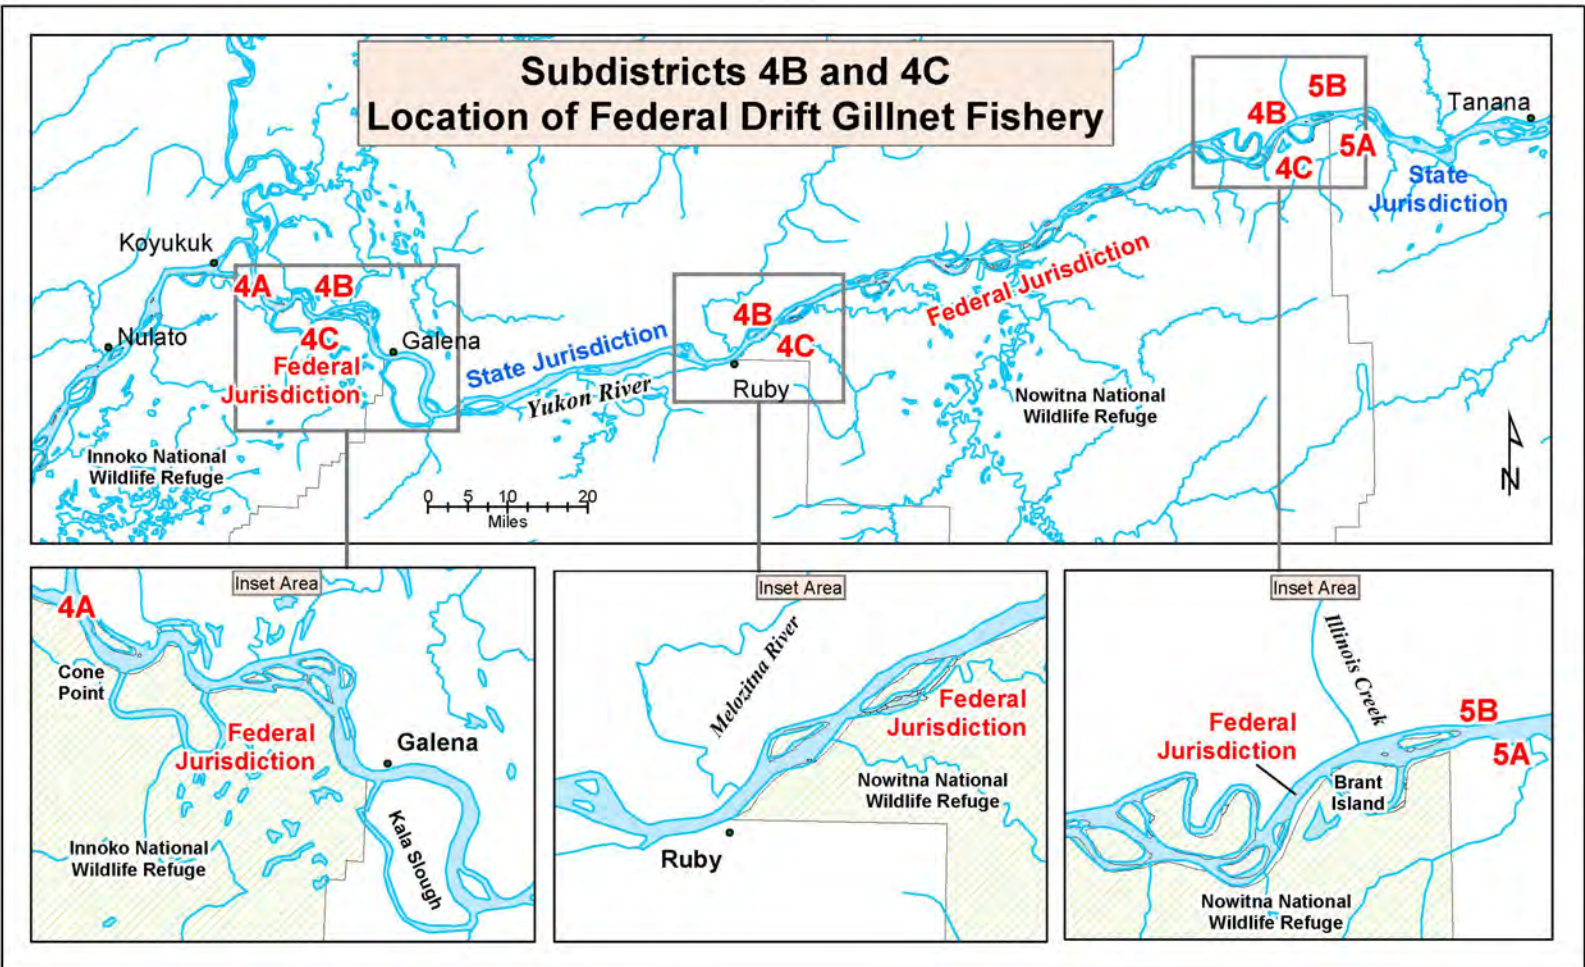 Subdistricts 4B and 4C
Location of Federal Drift Gillnet Fishery
5B
4B
Tanana
5A
4C
State
Jurisdiction
Koyukuk
4A
4B
Federal Jurisdiction
4B
Nulato
4C
Galena
State Jurisdiction
4C
Federal
Jurisdiction
Yukon River
Ruby
Nowitna National
Wildlife Refuge
Innoko National
Wildlife Refuge
0 5 10 20
Miles
N
Inset Area
4A
Cone
Point
Federal
Jurisdiction
Galena
Kala Slough
Innoko National
Wildlife Refuge
Inset Area
Melozitna River
Federal
Jurisdiction
Nowitna National
Wildlife Refuge
Ruby
Inset Area
Illinois Creek
5B
Federal
Jurisdiction
5A
Brant
Island
Nowitna National
Wildlife Refuge